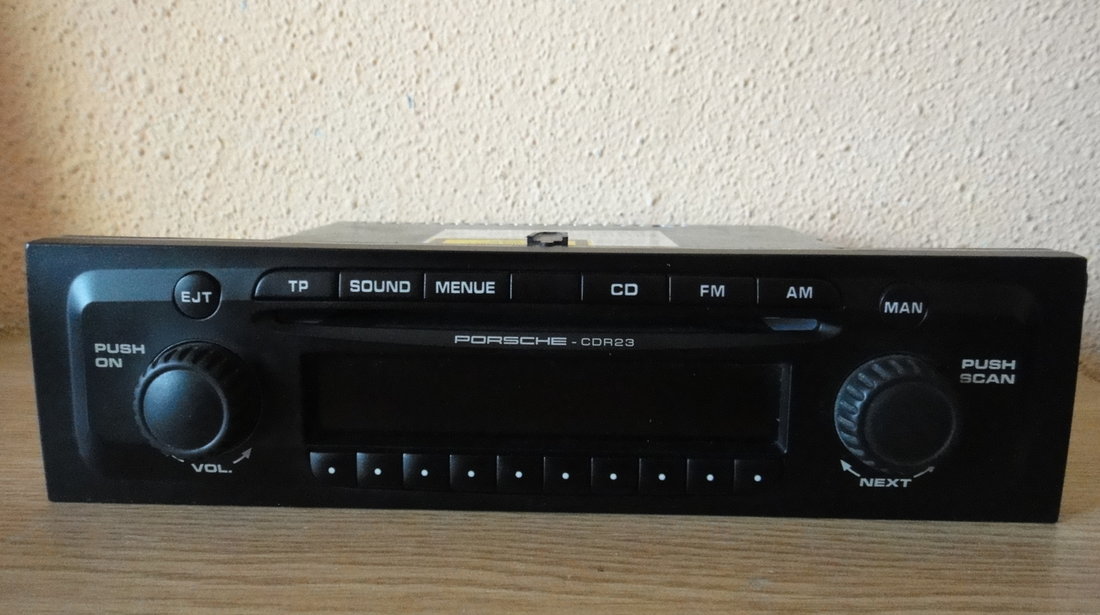 EJT
TP SOUND MENUE CD FM AM
MAN
PORSCHE - CDR23
PUSH
ON
PUSH
SCAN
VOL.
NEXT